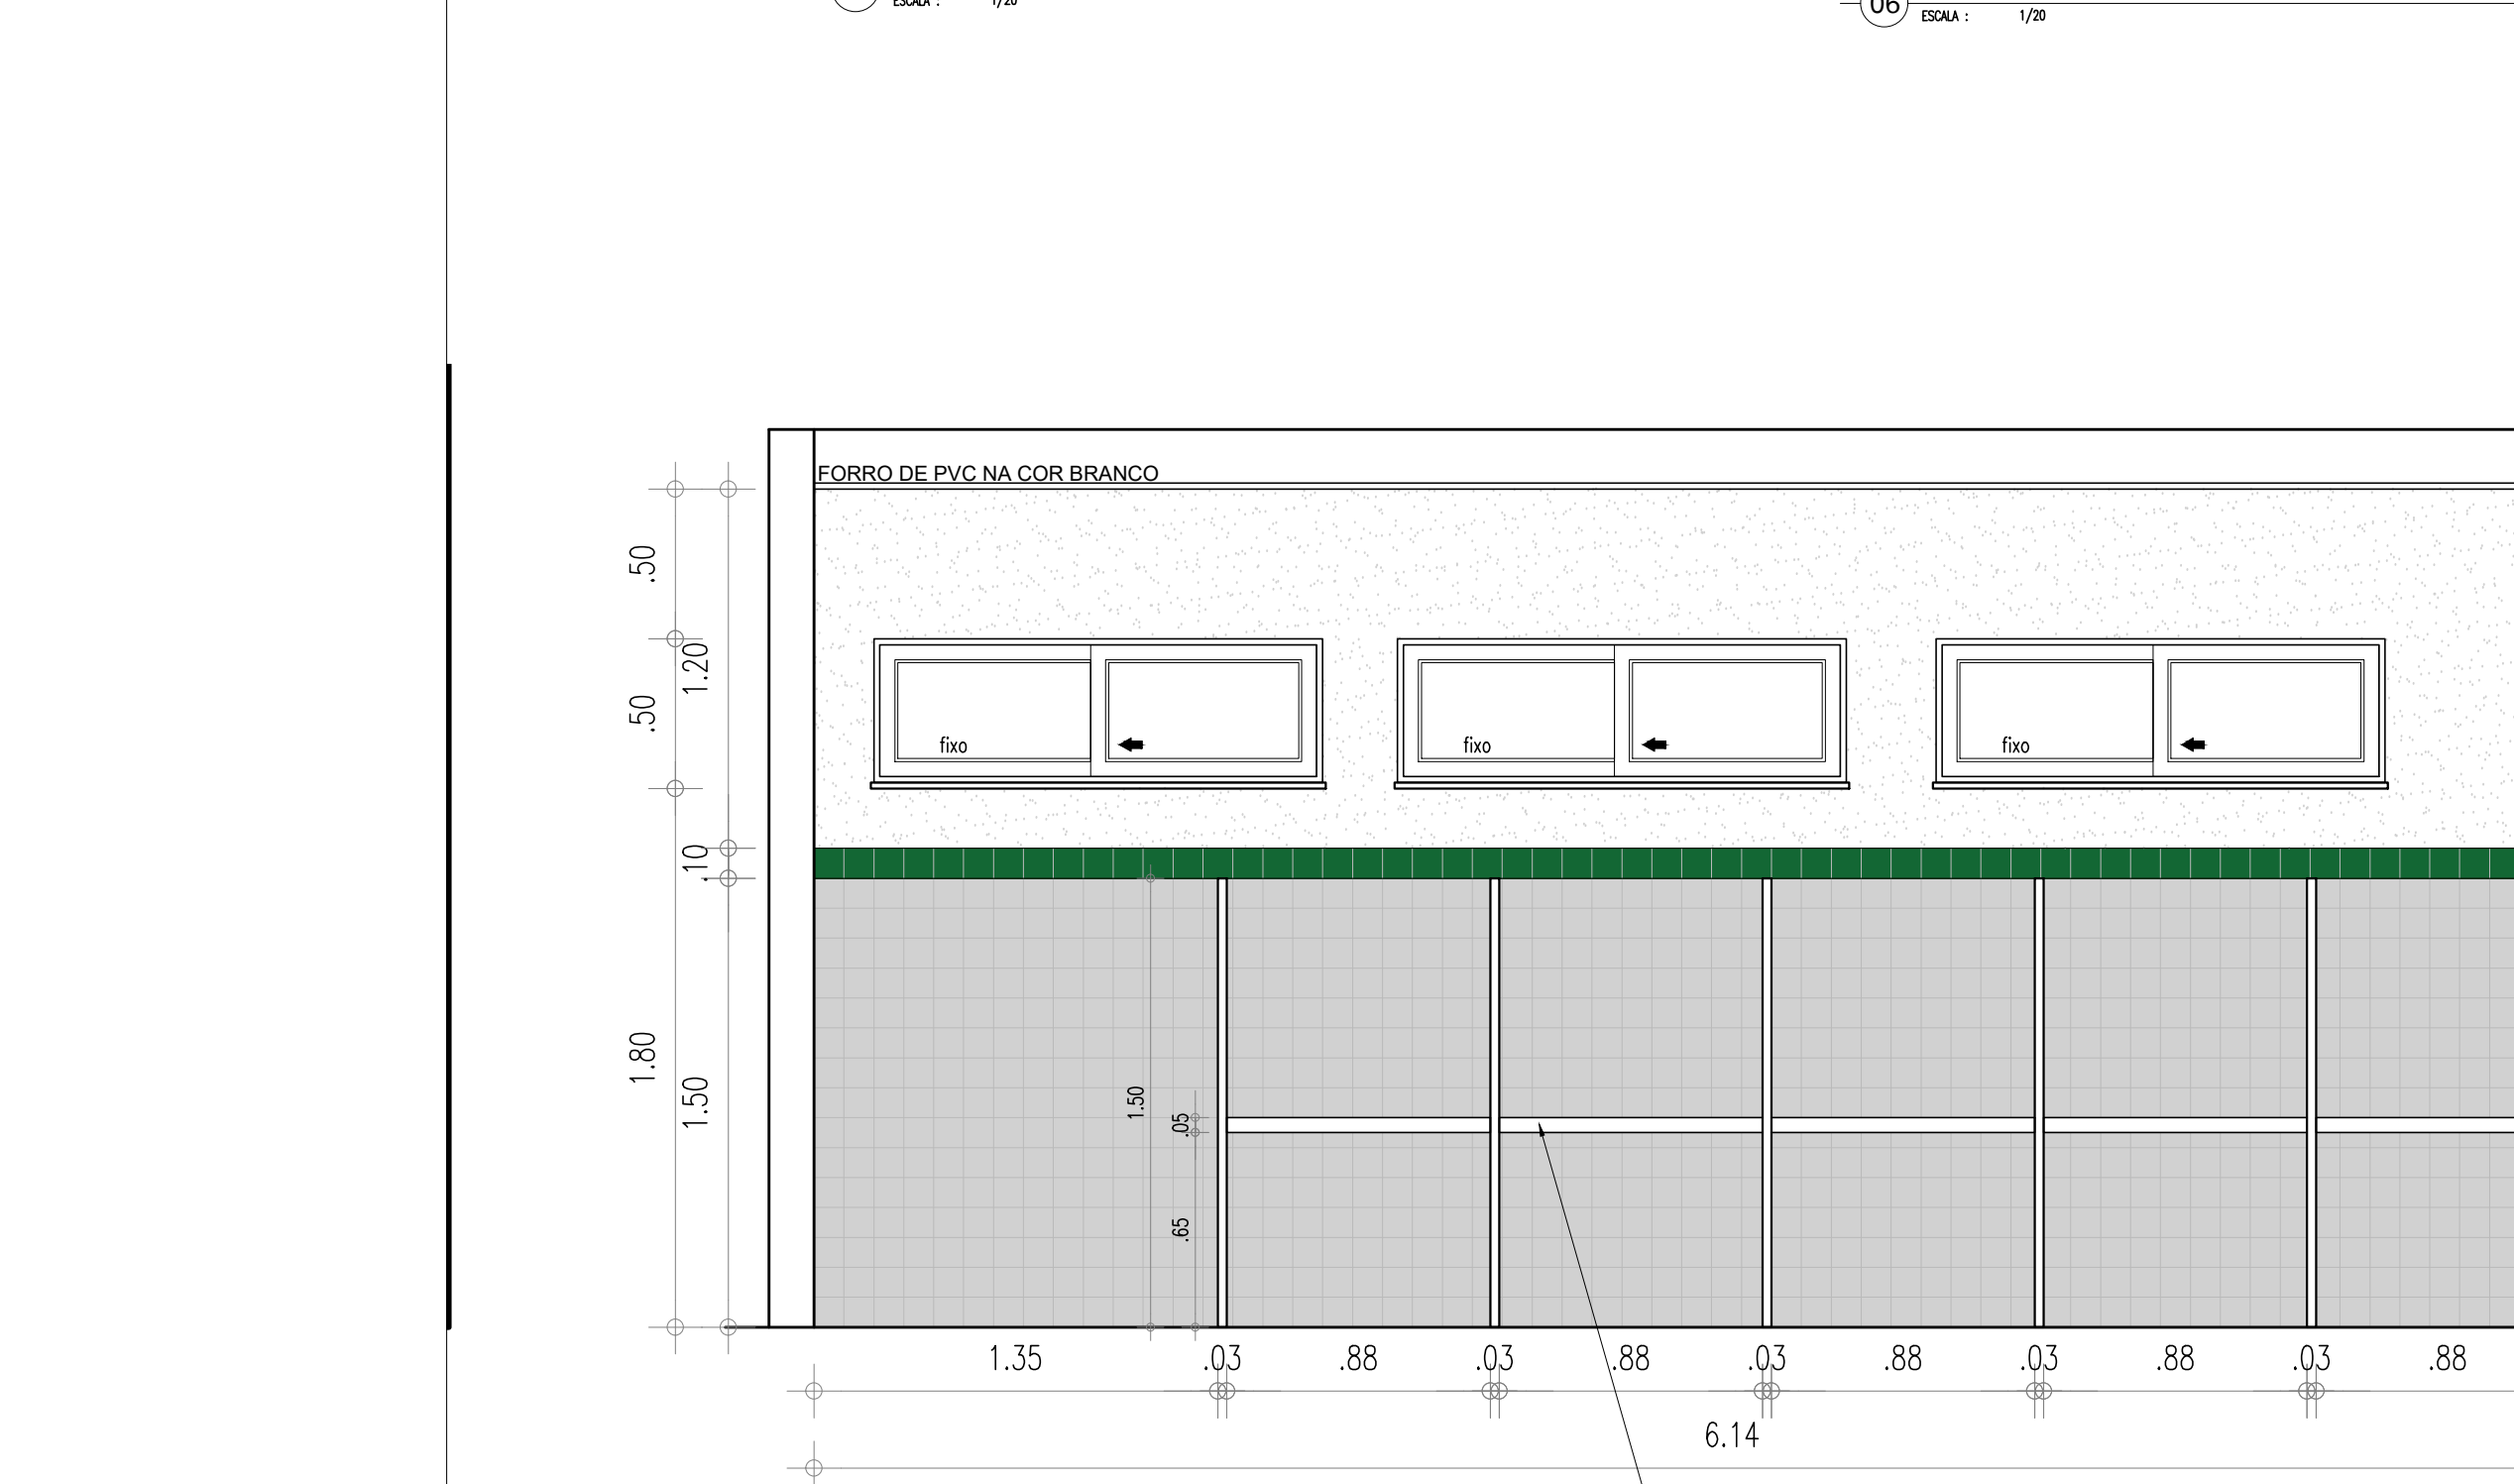 ESCALA : 1/20
06
ESCALA : 1/20
FORRO DE PVC NA COR BRANCO
.50
1.20
.50
fixo
fixo
fixo
.10
1.80
1.50
1.50
.05
.65
1.35 .03 .88 .03 .88 .03 .88 .03 .88 .03 .88
6.14